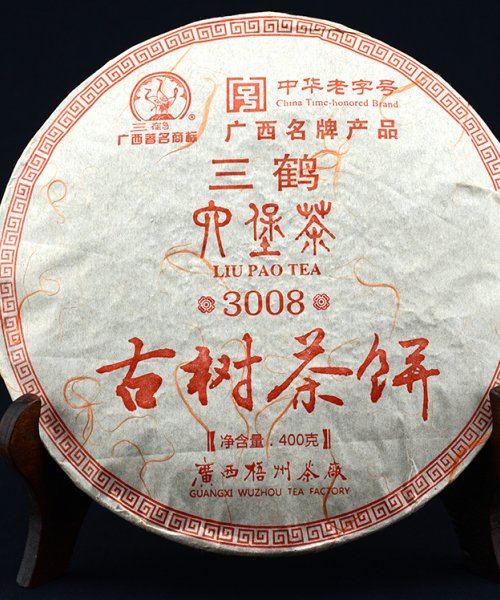 三鹤
®
广西著名商标
中华老字号
China Time-honored Brand
广西名牌产品
三鹤
六堡茶
LIU PAO TEA
3008
古树茶饼
【净含量：400克】
廣西梧州茶廠
GUANGXI WUZHOU TEA FACTORY